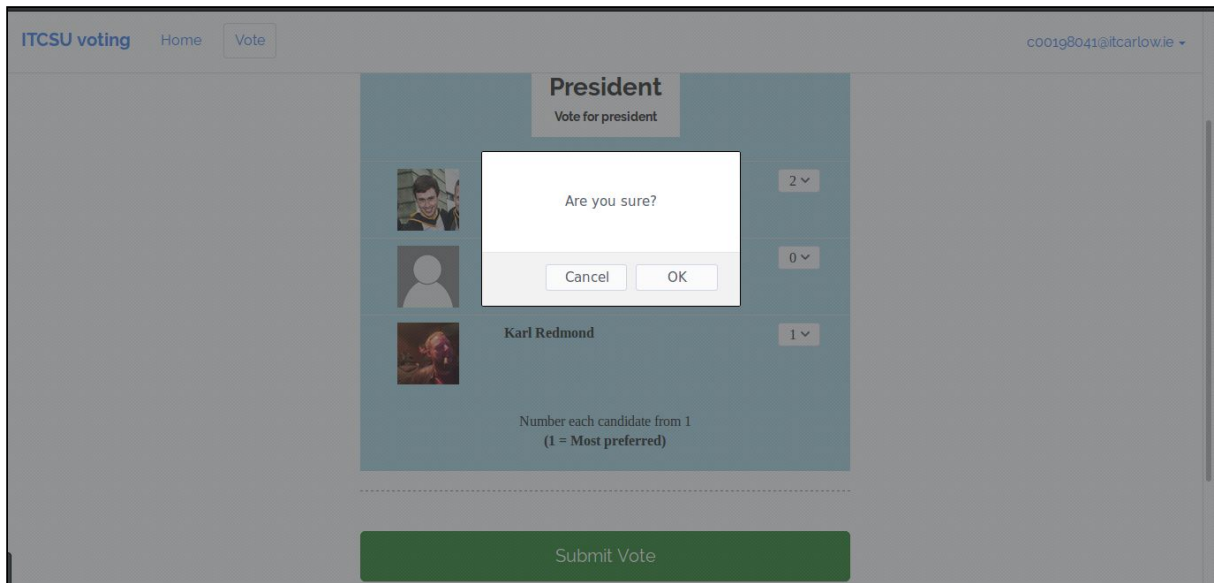 ITCSU voting Home Vote c00198041@itcarlow.ie
President
Vote for president
2
Are you sure?
0
Cancel OK
Karl Redmond 1
Number each candidate from 1
(1 = Most preferred)
Submit Vote